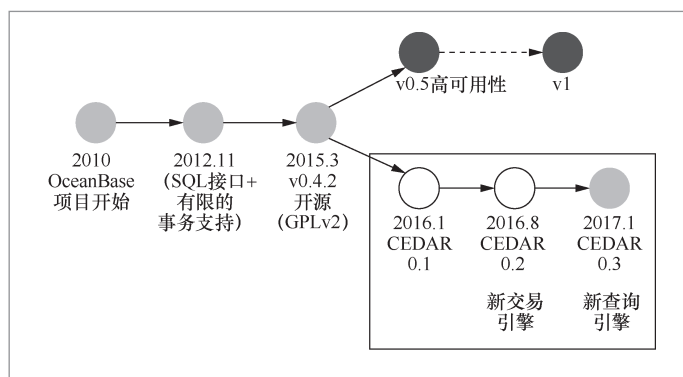 v0.5高可用性
v1
2010
OceanBase
项目开始
2012.11
（SQL接口+
有限的
事务支持）
2015.3
v0.4.2
开源
（GPLv2）
2016.1
CEDAR
0.1
2016.8
CEDAR
0.2
新交易
引擎
2017.1
CEDAR
0.3
新查询
引擎